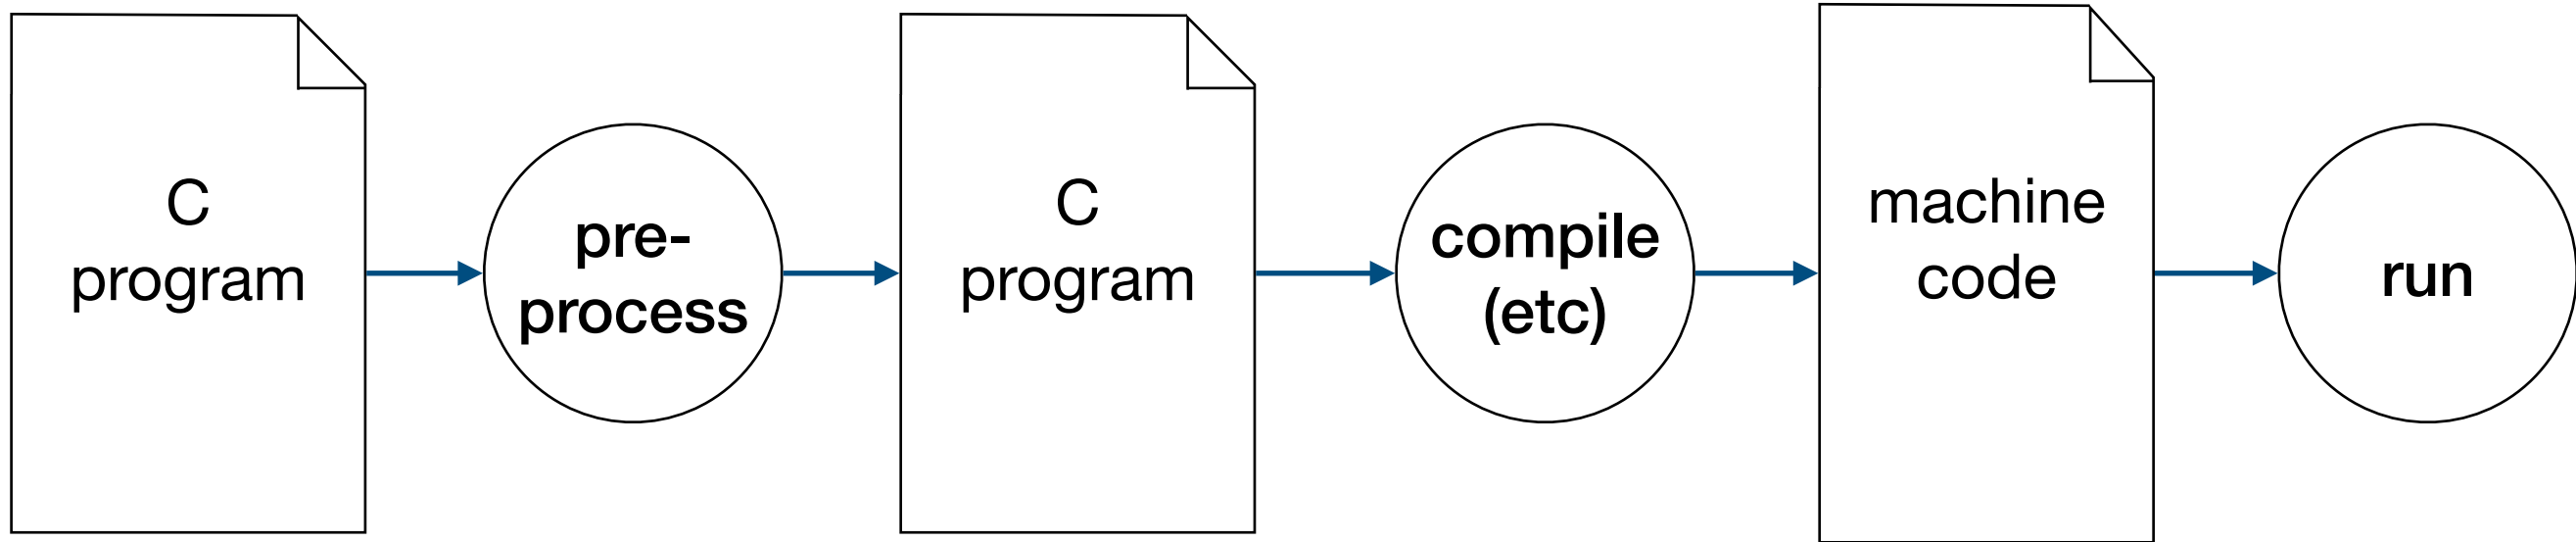 C
program
pre-
process
C
program
compile
(etc)
machine
code
run